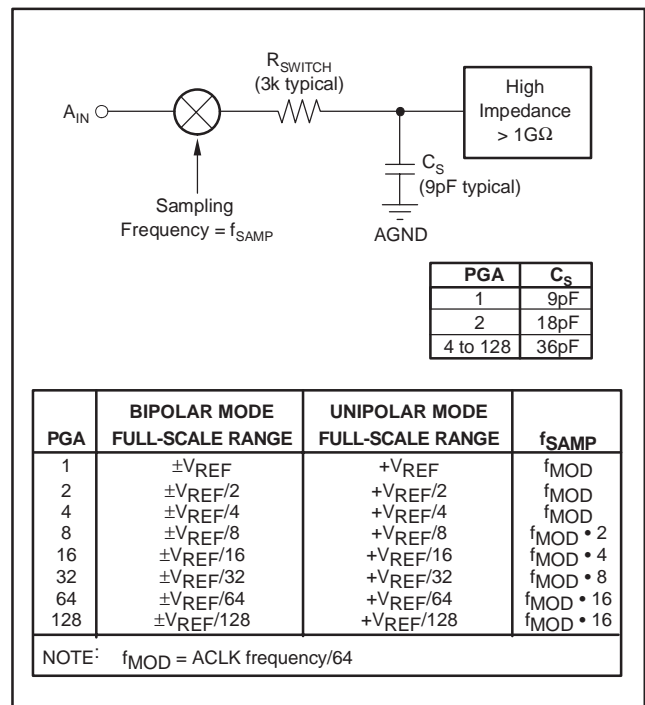 R_SWITCH
(3k typical)
A_IN
High
Impedance
> 1GΩ
C_S
(9pF typical)
Sampling
Frequency = f_SAMP
AGND
PGA C_S
1 9pF
2 18pF
4 to 128 36pF
BIPOLAR MODE UNIPOLAR MODE
PGA FULL-SCALE RANGE FULL-SCALE RANGE f_SAMP
1 ±V_REF +V_REF f_MOD
2 ±V_REF/2 +V_REF/2 f_MOD
4 ±V_REF/4 +V_REF/4 f_MOD
8 ±V_REF/8 +V_REF/8 f_MOD • 2
16 ±V_REF/16 +V_REF/16 f_MOD • 4
32 ±V_REF/32 +V_REF/32 f_MOD • 8
64 ±V_REF/64 +V_REF/64 f_MOD • 16
128 ±V_REF/128 +V_REF/128 f_MOD • 16
NOTE: f_MOD = ACLK frequency/64